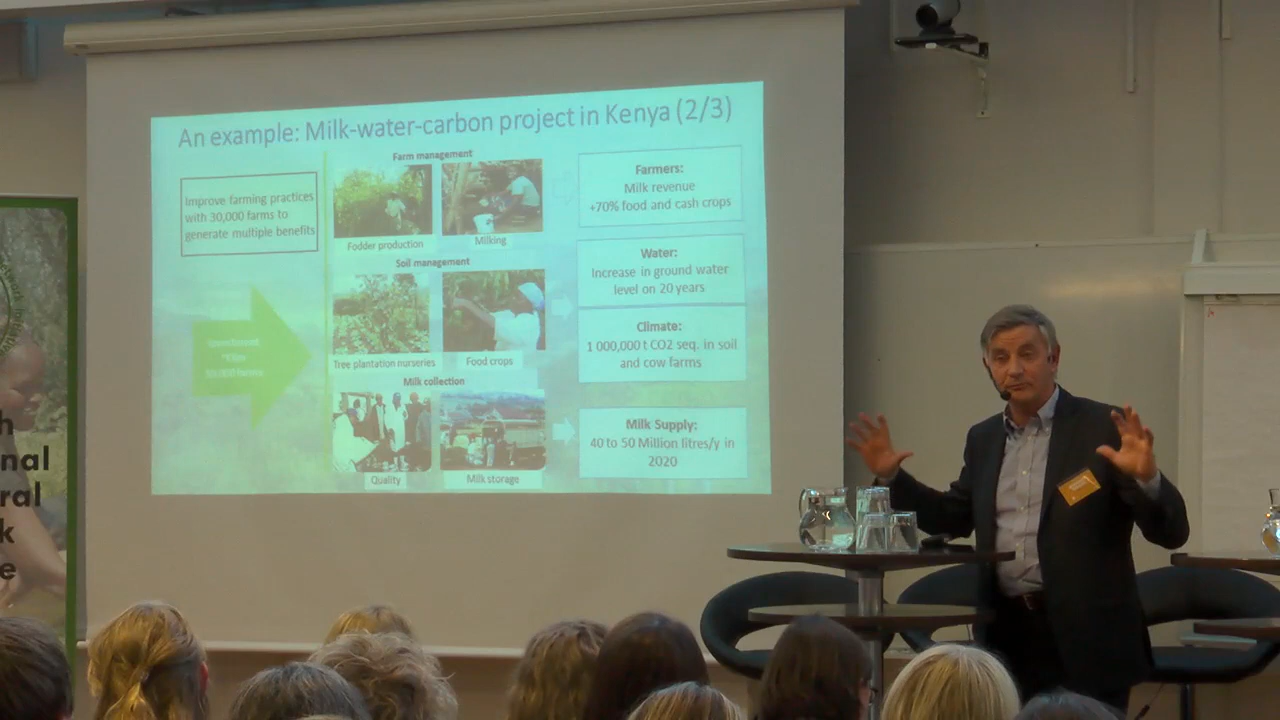 An example: Milk-water-carbon project in Kenya (2/3)
Improve farming practices
with 30,000 farms to
generate multiple benefits
Farm management
Fodder production
Milking
Soil management
Tree plantation nurseries
Food crops
Milk collection
Quality
Milk storage
Farmers:
Milk revenue
+70% food and cash crops
Water:
Increase in ground water
level on 20 years
Climate:
1 000,000 t CO2 seq. in soil
and cow farms
Milk Supply:
40 to 50 Million litres/y in
2020
h
nal
ral
k
e